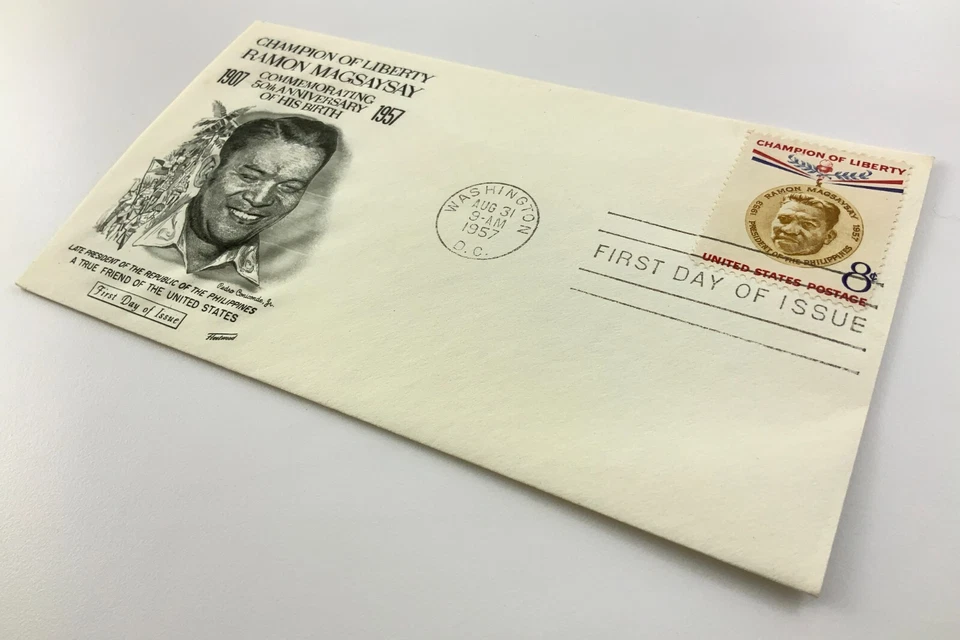 CHAMPION OF LIBERTY
RAMON MAGSAYSAY
1907 COMMEMORATING 1957
50th ANNIVERSARY
OF HIS BIRTH
LATE PRESIDENT OF THE REPUBLIC OF THE PHILIPPINES
A TRUE FRIEND OF THE UNITED STATES
First Day of Issue
Fleetwood
WASHINGTON
AUG 31
9-AM
1957
D.C.
CHAMPION OF LIBERTY
RAMON MAGSAYSAY
1953 1957
PRESIDENT OF THE PHILIPPINES
8¢
UNITED STATES POSTAGE
FIRST DAY OF ISSUE